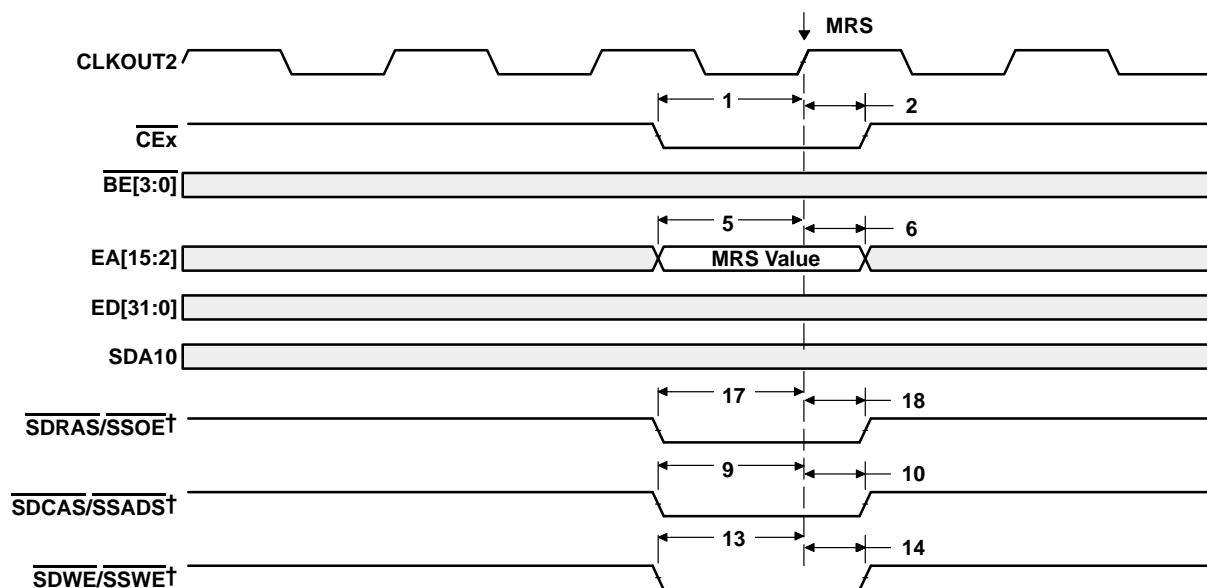 MRS
CLKOUT2
1 2
CEx
BE[3:0]
5 6
EA[15:2] MRS Value
ED[31:0]
SDA10
17 18
SDRAS/SSOE†
9 10
SDCAS/SSADS†
13 14
SDWE/SSWE†